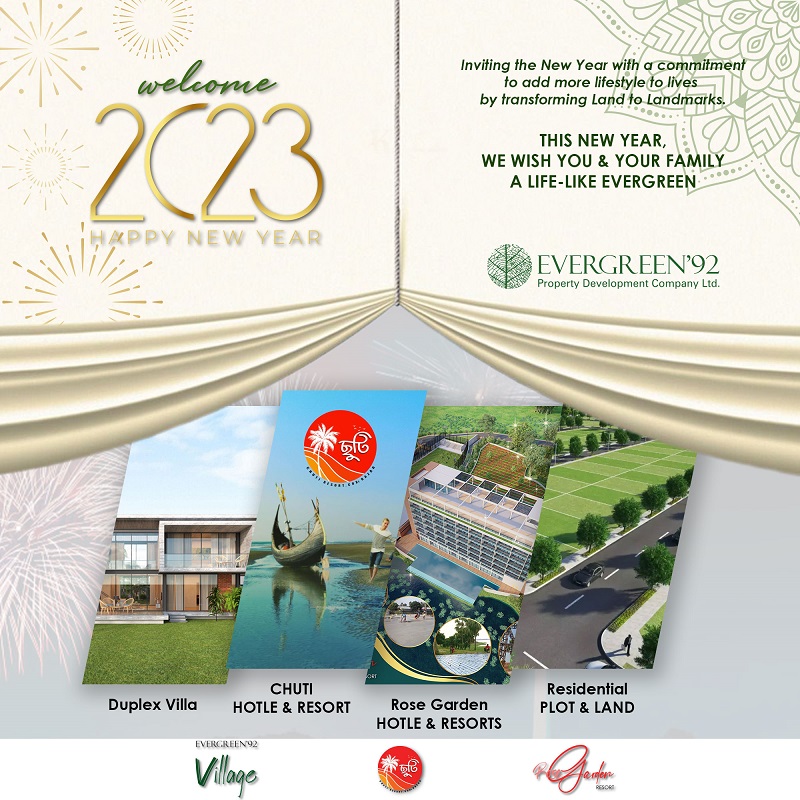 welcome
2023
HAPPY NEW YEAR
Inviting the New Year with a commitment
to add more lifestyle to lives
by transforming Land to Landmarks.
THIS NEW YEAR,
WE WISH YOU & YOUR FAMILY
A LIFE-LIKE EVERGREEN
EVERGREEN'92
Property Development Company Ltd.
ছুটি
Duplex Villa
CHUTI
HOTLE & RESORT
Rose Garden
HOTLE & RESORTS
Residential
PLOT & LAND
EVERGREEN'92
Village
ছুটি
Garden
RESORT